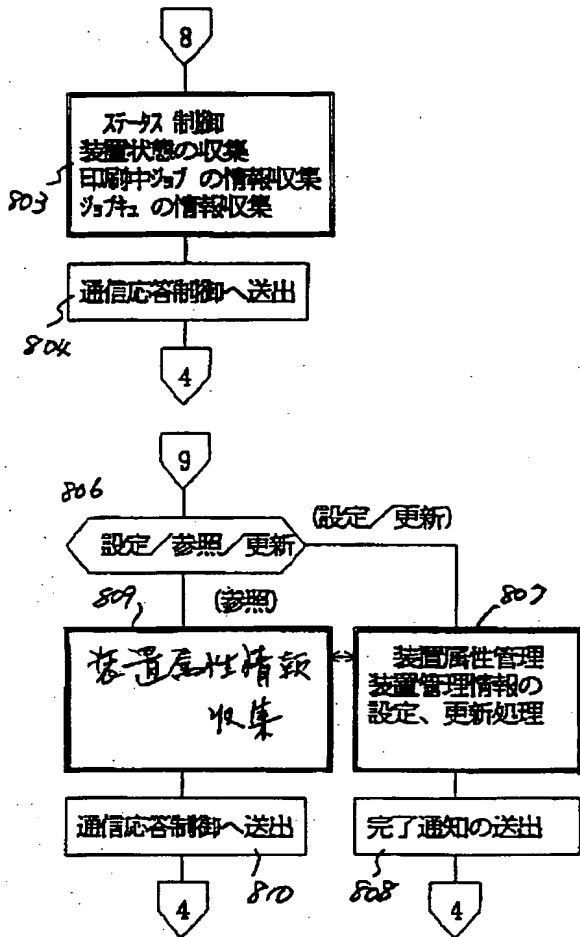 8
ステータス 制御
装置状態の収集
印刷中ジョブ の情報収集
ジョブキュ の情報収集
803
通信応答制御へ送出
804
4
9
806
設定/参照/更新
(設定/更新)
809
(参照)
807
装置属性情報
収集
装置属性管理
装置管理情報の
設定、更新処理
通信応答制御へ送出
810
完了通知の送出
808
4
4